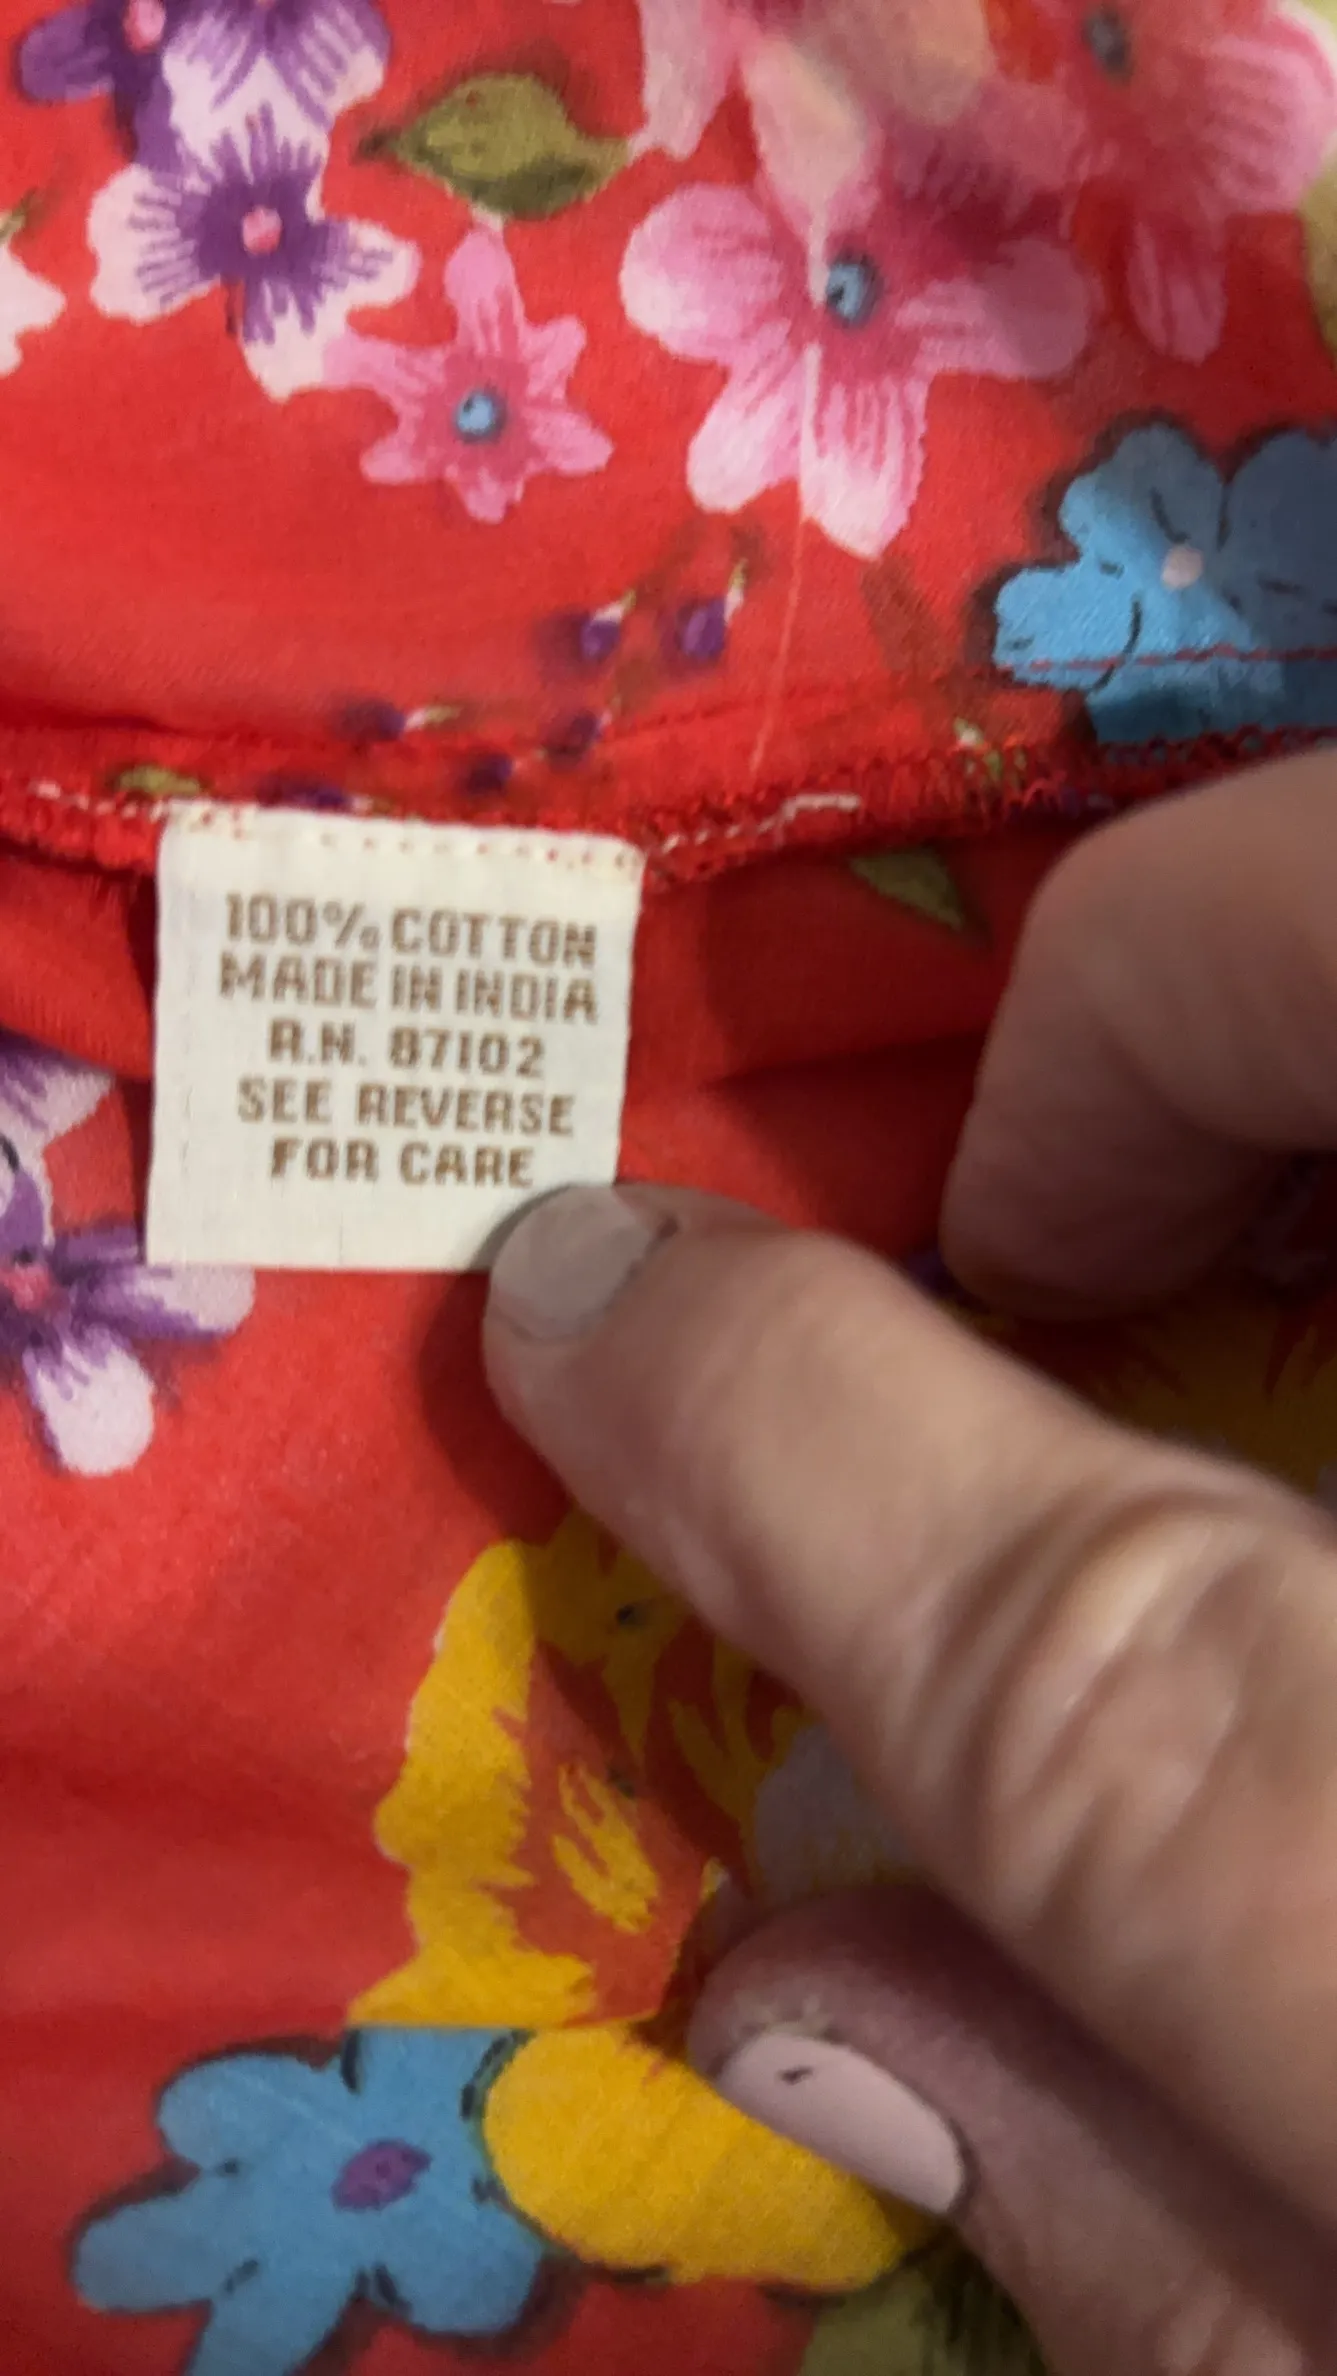 100% COTTON
MADE IN INDIA
R.N. 87102
SEE REVERSE
FOR CARE